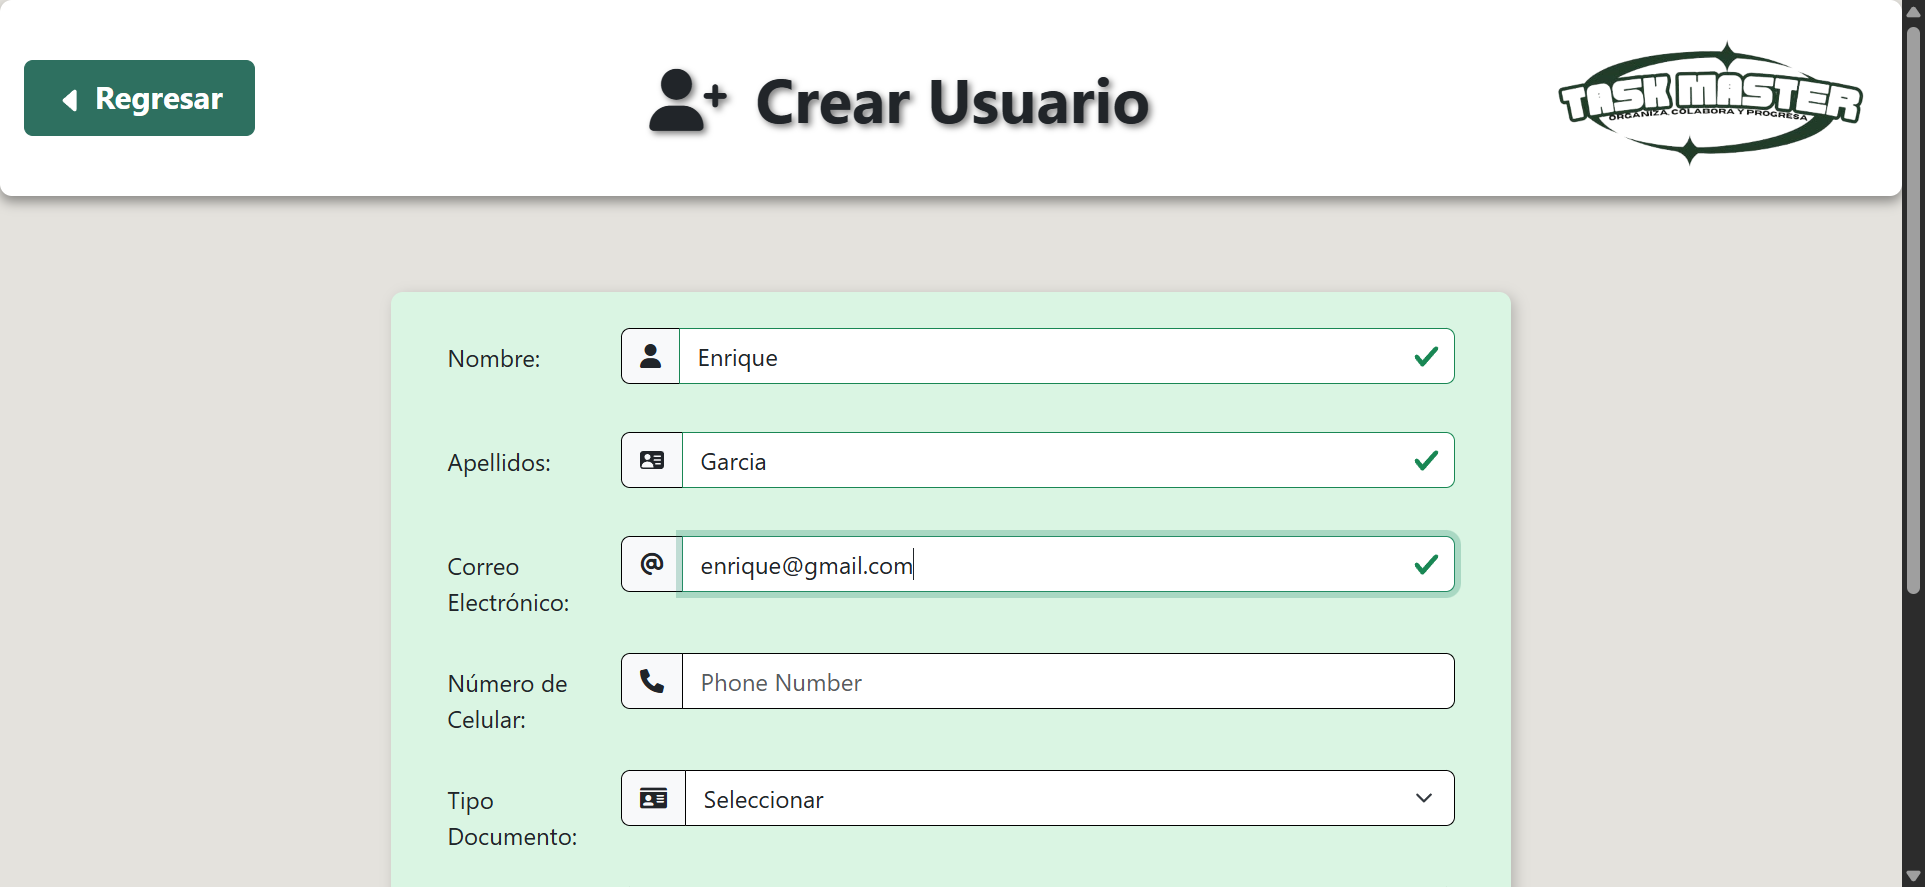 Regresar
Crear Usuario
TASK MASTER
ORGANIZA, COLABORA Y PROGRESA
Nombre:
Enrique
Apellidos:
Garcia
Correo
Electrónico:
@
enrique@gmail.com
Número de
Celular:
Phone Number
Tipo
Documento:
Seleccionar